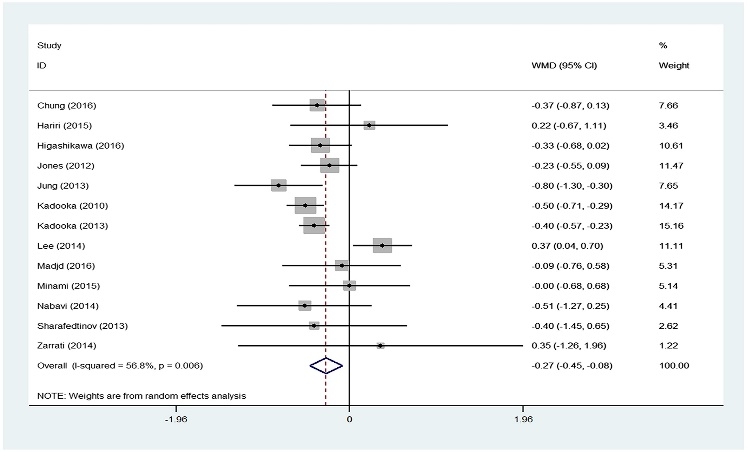 Study %
ID WMD (95% CI) Weight
Chung (2016) -0.37 (-0.87, 0.13) 7.66
Hariri (2015) 0.22 (-0.67, 1.11) 3.46
Higashikawa (2016) -0.33 (-0.68, 0.02) 10.61
Jones (2012) -0.23 (-0.55, 0.09) 11.47
Jung (2013) -0.80 (-1.30, -0.30) 7.65
Kadooka (2010) -0.50 (-0.71, -0.29) 14.17
Kadooka (2013) -0.40 (-0.57, -0.23) 15.16
Lee (2014) 0.37 (0.04, 0.70) 11.11
Madjd (2016) -0.09 (-0.76, 0.58) 5.31
Minami (2015) -0.00 (-0.68, 0.68) 5.14
Nabavi (2014) -0.51 (-1.27, 0.25) 4.41
Sharafedtinov (2013) -0.40 (-1.45, 0.65) 2.62
Zarrati (2014) 0.35 (-1.26, 1.96) 1.22
Overall (I-squared = 56.8%, p = 0.006) -0.27 (-0.45, -0.08) 100.00
NOTE: Weights are from random effects analysis
-1.96 0 1.96